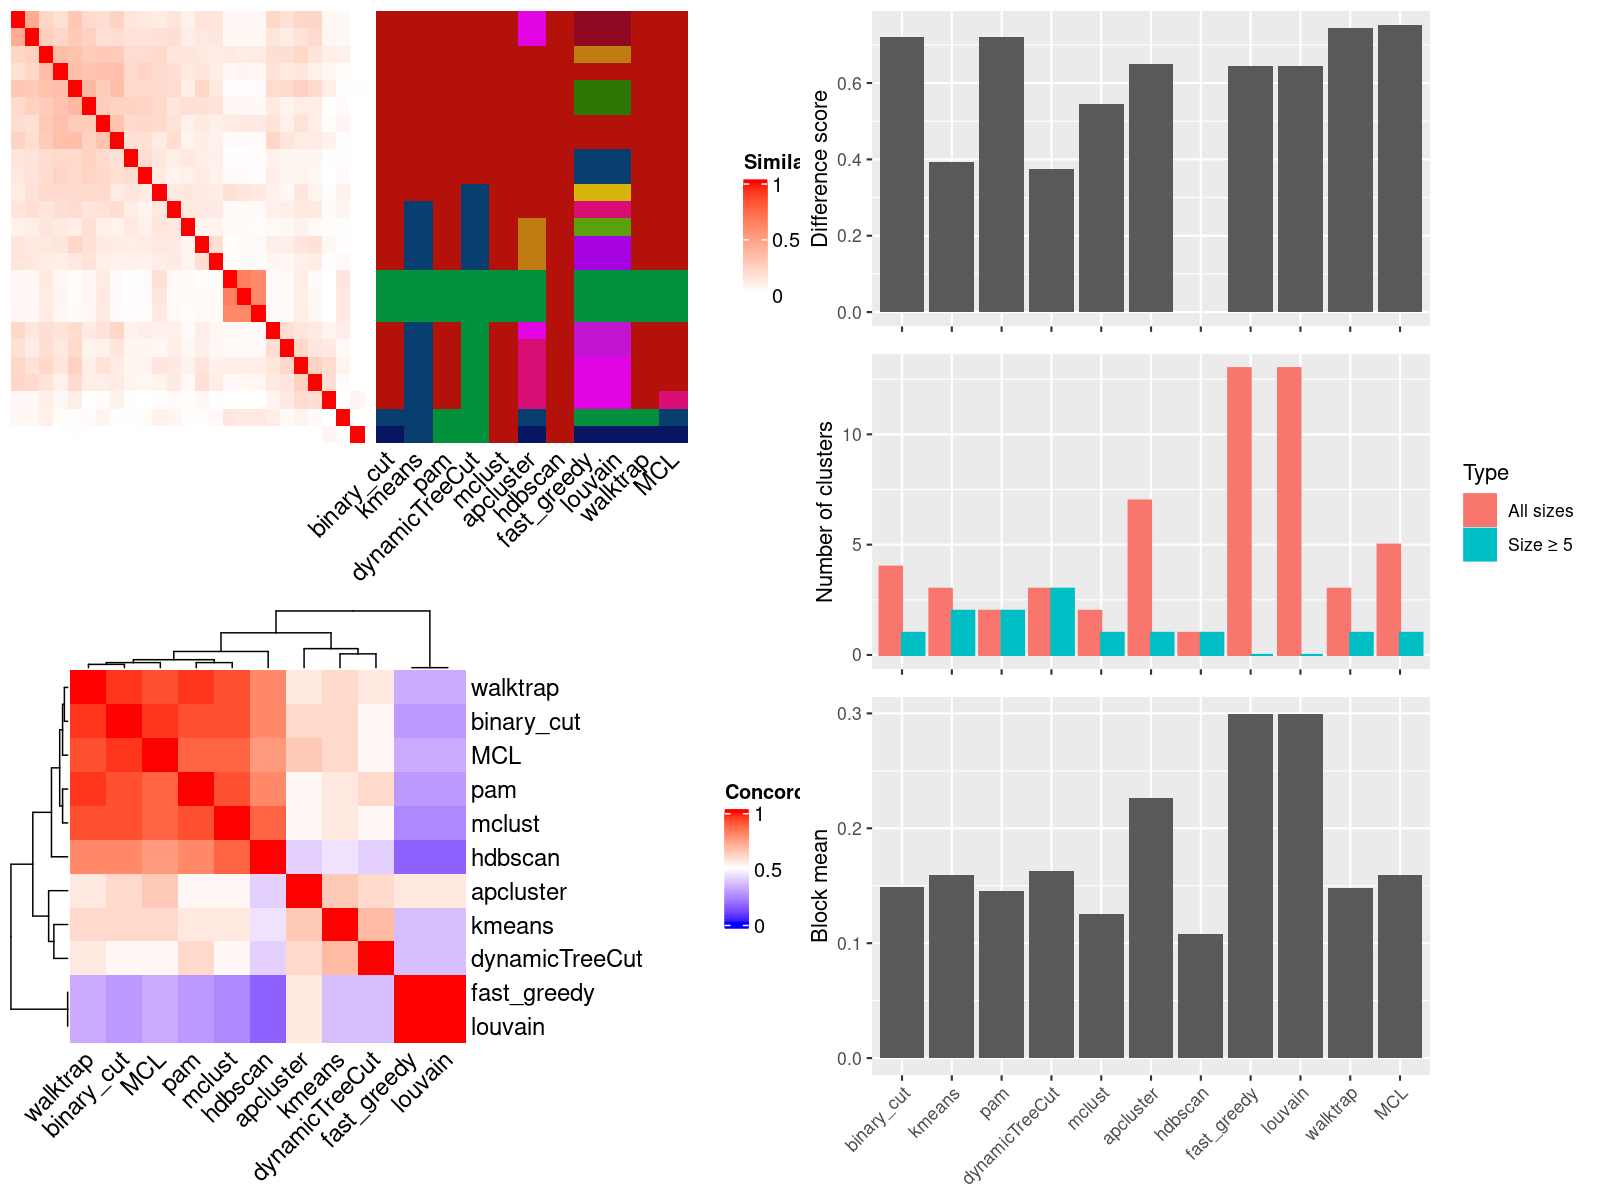 Simila
1
0.5
0
binary_cut
kmeans
pam
dynamicTreeCut
mclust
apcluster
hdbscan
fast_greedy
louvain
walktrap
MCL
Difference score
0.6
0.4
0.2
0.0
Number of clusters
10
5
0
Type
All sizes
Size ≥ 5
walktrap
binary_cut
MCL
pam
mclust
hdbscan
apcluster
kmeans
dynamicTreeCut
fast_greedy
louvain
walktrap
binary_cut
MCL
pam
mclust
hdbscan
apcluster
kmeans
dynamicTreeCut
fast_greedy
louvain
Concord
1
0.5
0
Block mean
0.3
0.2
0.1
0.0
binary_cut
kmeans
pam
dynamicTreeCut
mclust
apcluster
hdbscan
fast_greedy
louvain
walktrap
MCL